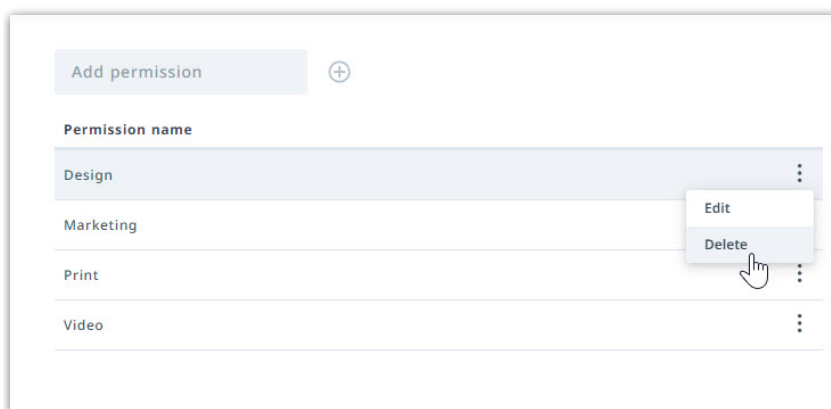 Add permission
Permission name
Design
Edit
Marketing
Delete
Print
Video